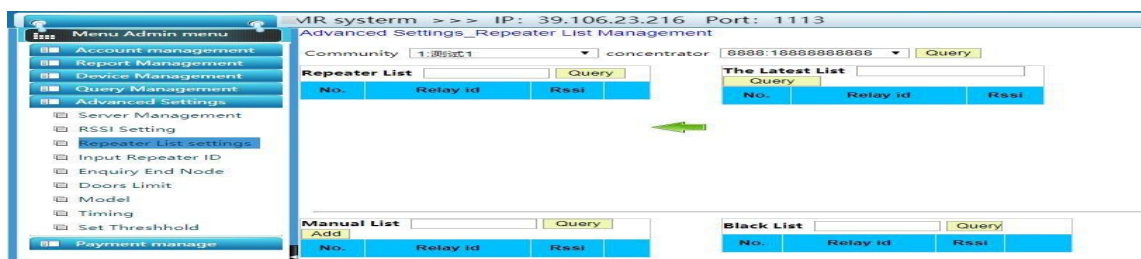 MR systerm >>> IP: 39.106.23.216 Port: 1113
Menu Admin menu
Account management
Report Management
Device Management
Query Management
Advanced Settings
Server Management
RSSI Setting
Repeater List settings
Input Repeater ID
Enquiry End Node
Doors Limit
Model
Timing
Set Threshhold
Payment manage
Advanced Settings_Repeater List Management
Community 1:测试1 concentrator 8888:18888888888 Query
Repeater List Query
No. Relay id Rssi
The Latest List
Query
No. Relay id Rssi
Manual List Query
Add
No. Relay id Rssi
Black List Query
No. Relay id Rssi